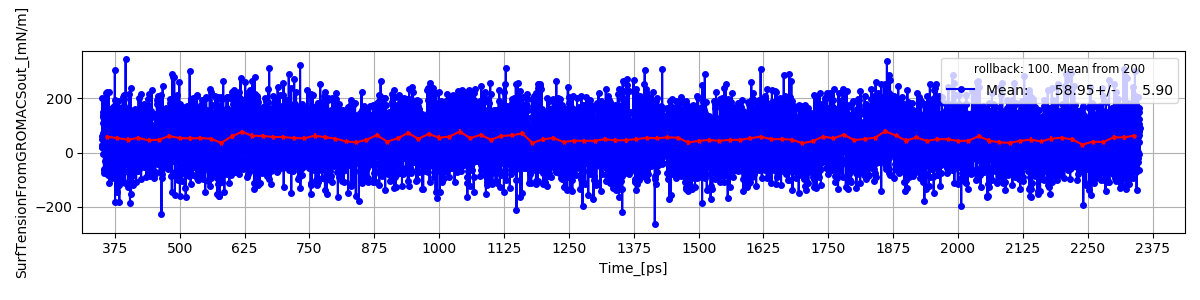 SurfTensionFromGROMACSout_[mN/m]
200
0
−200
rollback: 100. Mean from 200
Mean: 58.95+/- 5.90
375 500 625 750 875 1000 1125 1250 1375 1500 1625 1750 1875 2000 2125 2250 2375
Time_[ps]